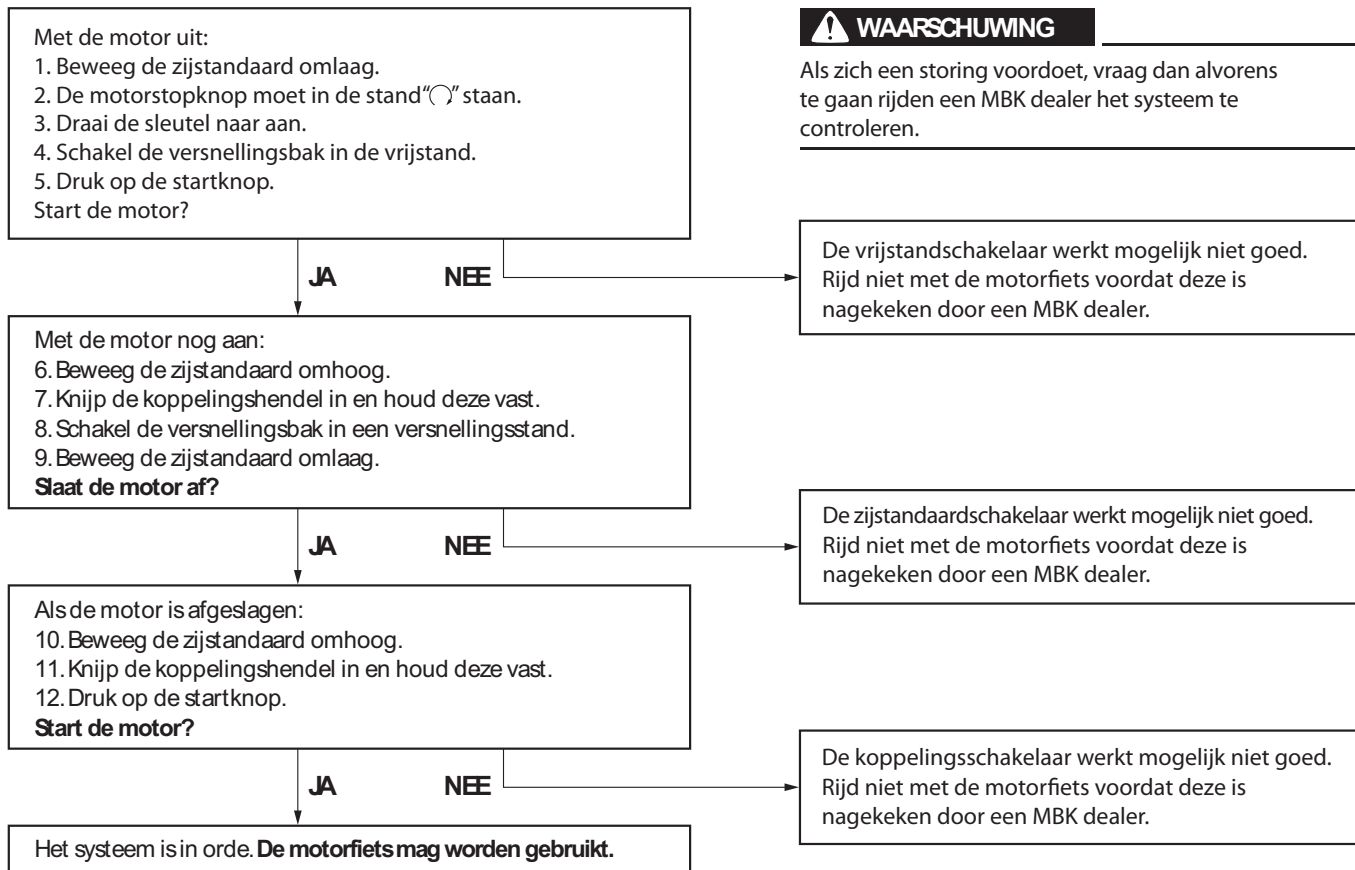 Met de motor uit:
1. Beweeg de zijstandaard omlaag.
2. De motorstopknop moet in de stand“◯”staan.
3. Draai de sleutel naar aan.
4. Schakel de versnellingsbak in de vrijstand.
5. Druk op de startknop.
Start de motor?
WAARSCHUWING
Als zich een storing voordoet, vraag dan alvorens
te gaan rijden een MBK dealer het systeem te
controleren.
JA NEE
De vrijstandschakelaar werkt mogelijk niet goed.
Rijd niet met de motorfiets voordat deze is
nagekeken door een MBK dealer.
Met de motor nog aan:
6. Beweeg de zijstandaard omhoog.
7. Knijp de koppelingshendel in en houd deze vast.
8. Schakel de versnellingsbak in een versnellingsstand.
9. Beweeg de zijstandaard omlaag.
Slaat de motor af?
JA NEE
De zijstandaardschakelaar werkt mogelijk niet goed.
Rijd niet met de motorfiets voordat deze is
nagekeken door een MBK dealer.
Als de motor is afgeslagen:
10. Beweeg de zijstandaard omhoog.
11. Knijp de koppelingshendel in en houd deze vast.
12. Druk op de startknop.
Start de motor?
JA NEE
De koppelingsschakelaar werkt mogelijk niet goed.
Rijd niet met de motorfiets voordat deze is
nagekeken door een MBK dealer.
Het systeem is in orde. De motorfiets mag worden gebruikt.